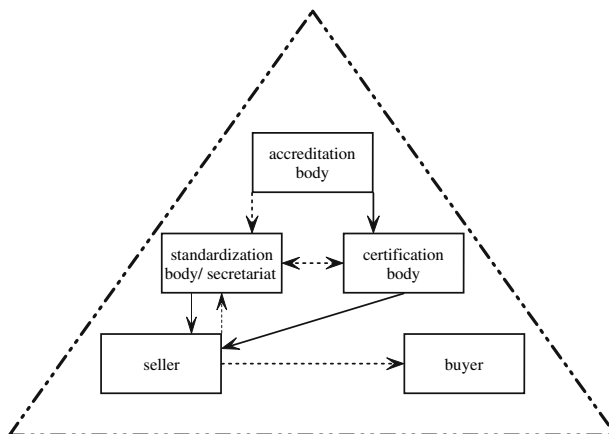 accreditation
body
standardization
body/ secretariat
certification
body
seller
buyer